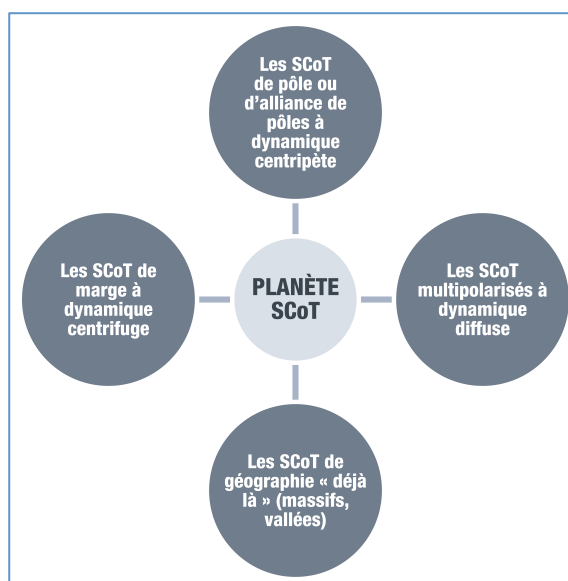 Les SCoT
de pôle ou
d’alliance de
pôles à
dynamique
centripète
Les SCoT de
marge à
dynamique
centrifuge
PLANÈTE
SCoT
Les SCoT
multipolarisés à
dynamique
diffuse
Les SCoT de
géographie « déjà
là » (massifs,
vallées)